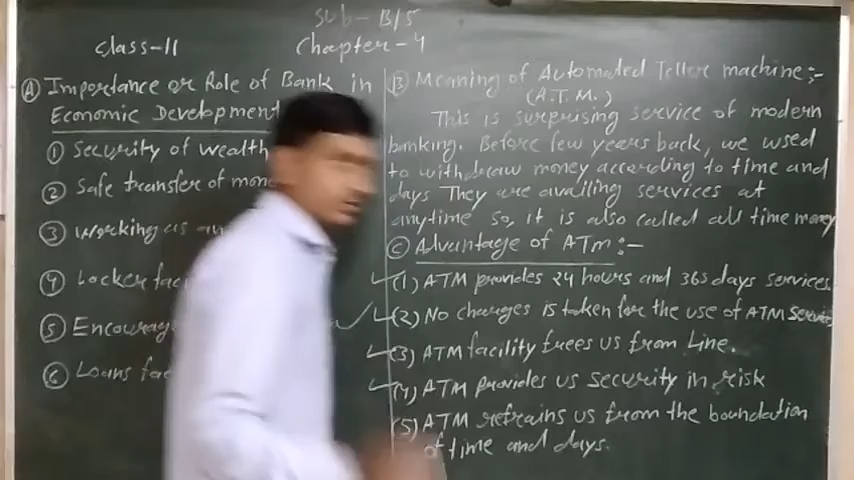 Sub - B/S
Class-11
Chapter-4
(A) Importance or Role of Bank in
Economic Development
(1) Security of wealth
(2) Safe transfer of
(3) Working as
(4) Locker
(5)
(6) Loans
(B) Meaning of Automated Teller machine:-
(A.T.M.)
This is surprising service of modern
banking. Before few years back, we used
to withdraw money according to time and
days They are availing services at
anytime so, it is also called all time money
(C) Advantage of ATM:-
(1) ATM provides 24 hours and 365 days services.
(2) No charges is taken for the use of ATM
(3) ATM facility frees us from Line.
(4) ATM provides us security in risk
(5) ATM refrains us from the boundation
of time and days.